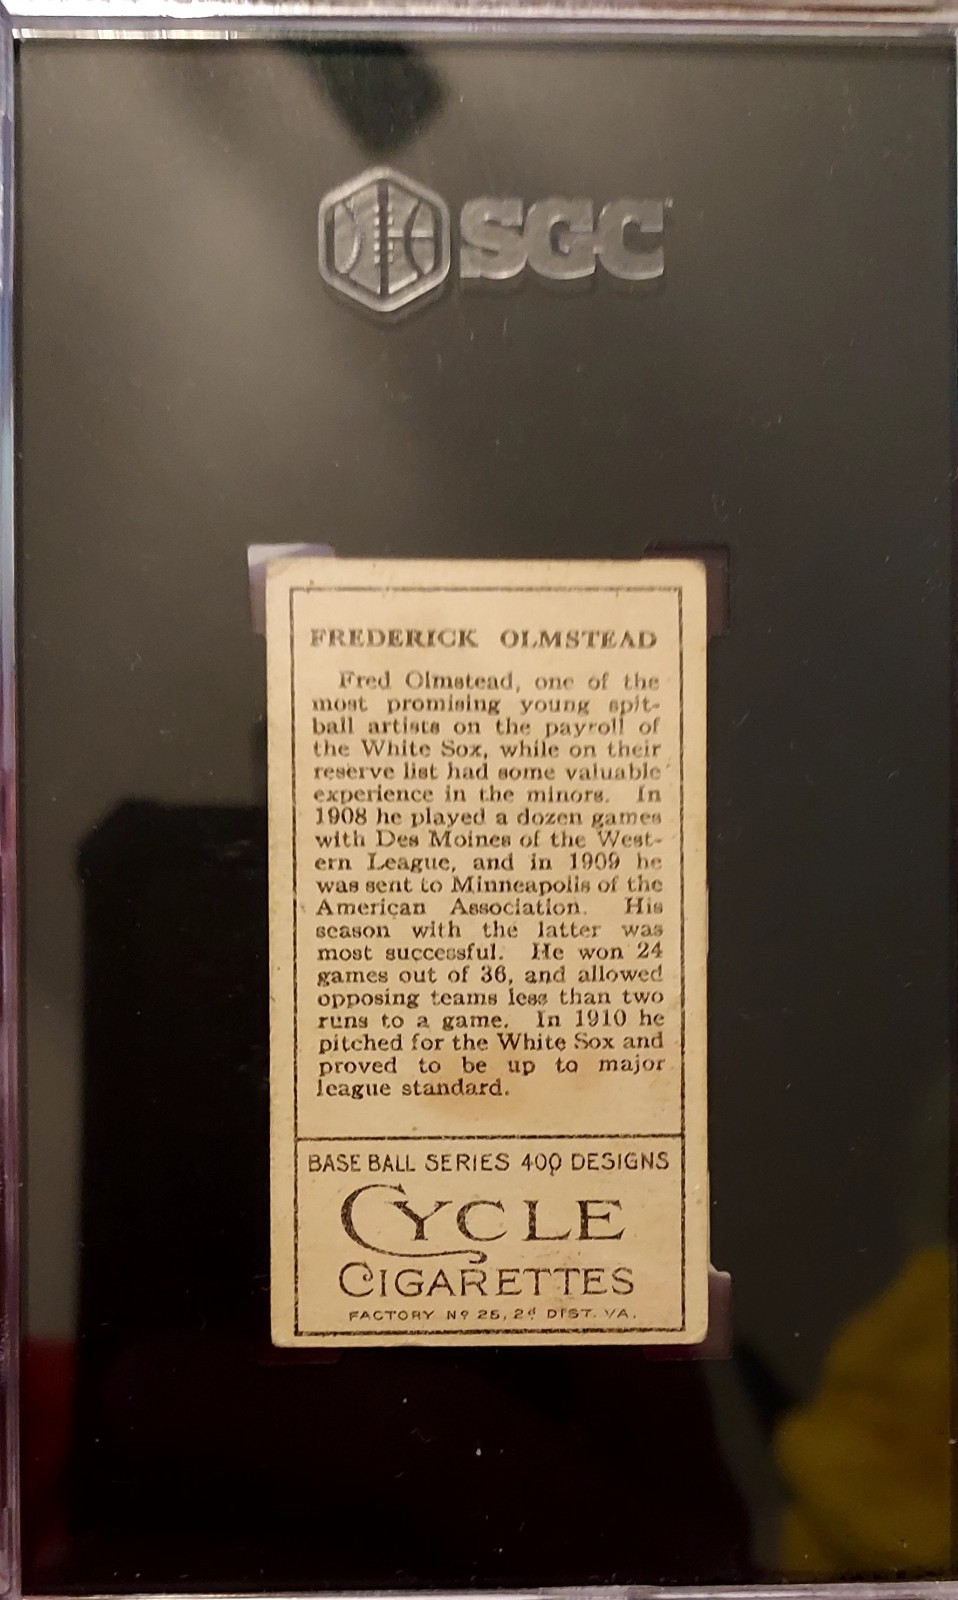 SGC
FREDERICK OLMSTEAD
Fred Olmstead, one of the
most promising young spit-
ball artists on the payroll of
the White Sox, while on their
reserve list had some valuable
experience in the minors. In
1908 he played a dozen games
with Des Moines of the West-
ern League, and in 1909 he
was sent to Minneapolis of the
American Association. His
season with the latter was
most successful. He won 24
games out of 36, and allowed
opposing teams less than two
runs to a game. In 1910 he
pitched for the White Sox and
proved to be up to major
league standard.
BASE BALL SERIES 400 DESIGNS
CYCLE
CIGARETTES
FACTORY Nº 25, 2d DIST. VA.